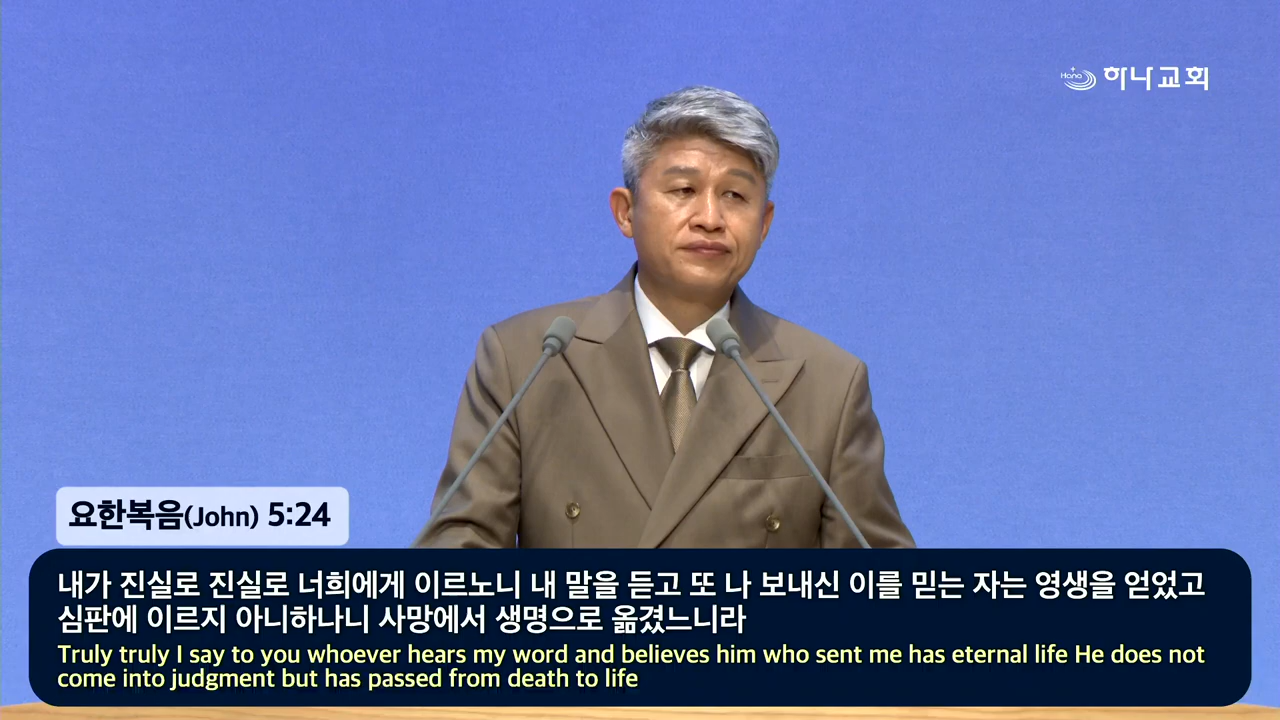 Hana 하나교회
요한복음(John) 5:24
내가 진실로 진실로 너희에게 이르노니 내 말을 듣고 또 나 보내신 이를 믿는 자는 영생을 얻었고
심판에 이르지 아니하나니 사망에서 생명으로 옮겼느니라
Truly truly I say to you whoever hears my word and believes him who sent me has eternal life He does not
come into judgment but has passed from death to life